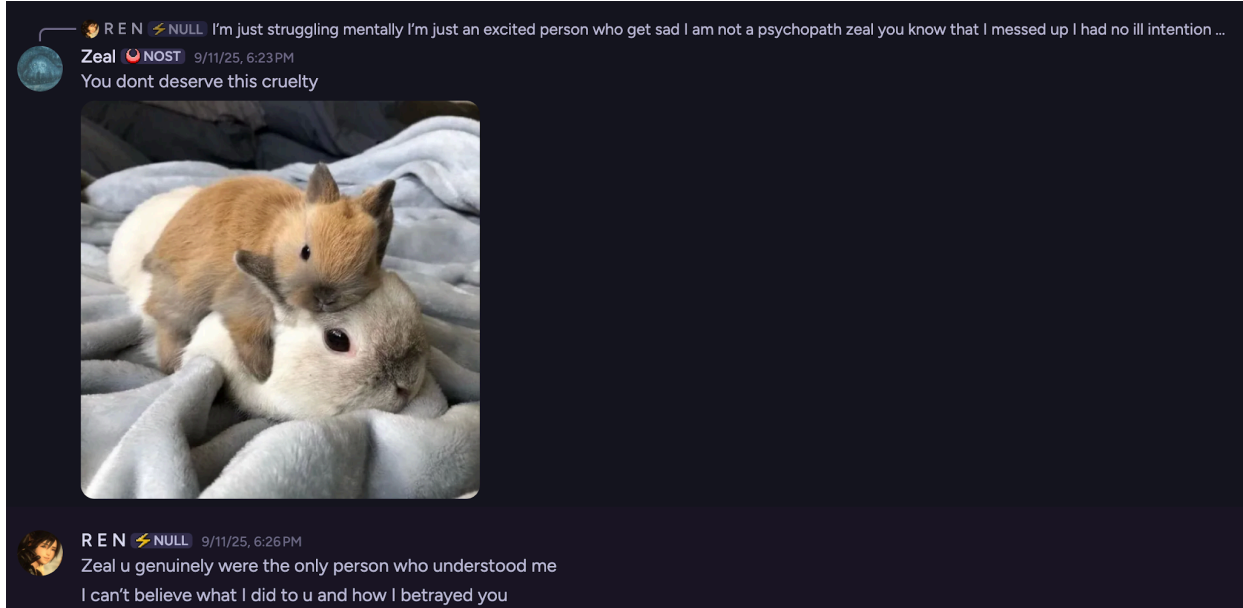 R E N ⚡NULL I’m just struggling mentally I’m just an excited person who get sad I am not a psychopath zeal you know that I messed up I had no ill intention ...
Zeal NOST 9/11/25, 6:23 PM
You dont deserve this cruelty
R E N ⚡NULL 9/11/25, 6:26 PM
Zeal u genuinely were the only person who understood me
I can’t believe what I did to u and how I betrayed you